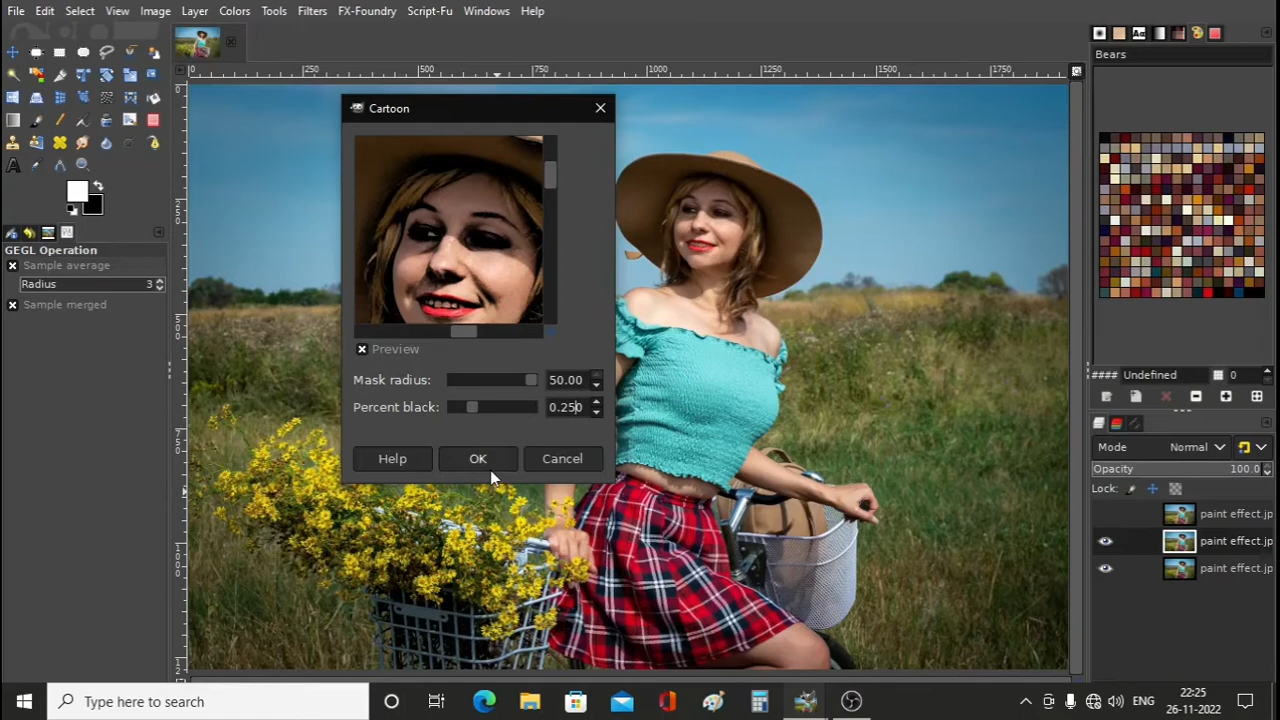 File Edit Select View Image Layer Colors Tools Filters FX-Foundry Script-Fu Windows Help
0 250 500 750 1000 1250 1500 1750
GEGL Operation
Sample average
Radius 3
Sample merged
Cartoon
Preview
Mask radius: 50.00
Percent black: 0.250
Help OK Cancel
Aa
Bears
#### Undefined 0
Mode Normal
Opacity 100.0
Lock:
paint effect.jp
paint effect.jp
paint effect.jp
Type here to search
ENG
22:25
26-11-2022